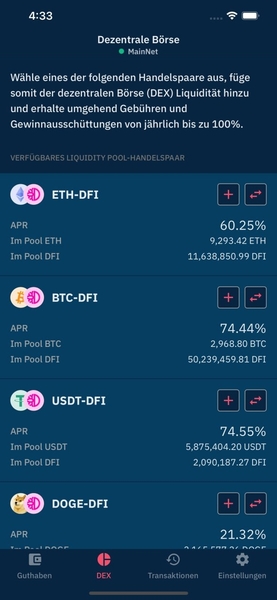 4:33
Dezentrale Börse
MainNet
Wähle eines der folgenden Handelspaare aus, füge
somit der dezentralen Börse (DEX) Liquidität hinzu
und erhalte umgehend Gebühren und
Gewinnausschüttungen von jährlich bis zu 100%.
VERFÜGBARES LIQUIDITY POOL-HANDELSPAAR
ETH-DFI
APR 60.25%
Im Pool ETH 9,293.42 ETH
Im Pool DFI 11,638,850.99 DFI
BTC-DFI
APR 74.44%
Im Pool BTC 2,968.80 BTC
Im Pool DFI 50,239,459.81 DFI
USDT-DFI
APR 74.55%
Im Pool USDT 5,875,404.20 USDT
Im Pool DFI 2,090,187.27 DFI
DOGE-DFI
APR 21.32%
Im Pool DOGE
Guthaben DEX Transaktionen Einstellungen